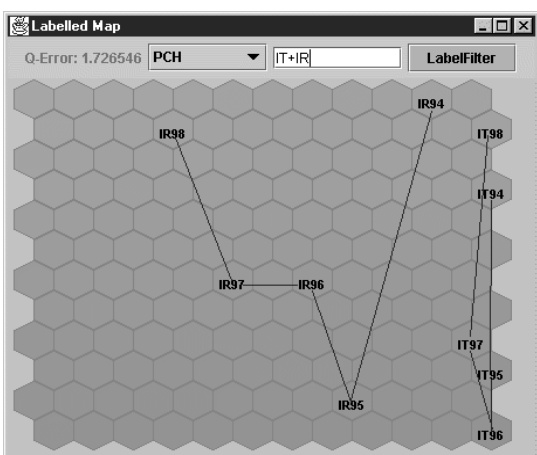 Labelled Map
Q-Error: 1.726546 PCH IT+IR LabelFilter
IR94
IR98 IT98
IT94
IR97 IR96
IT97
IT95
IR95
IT96